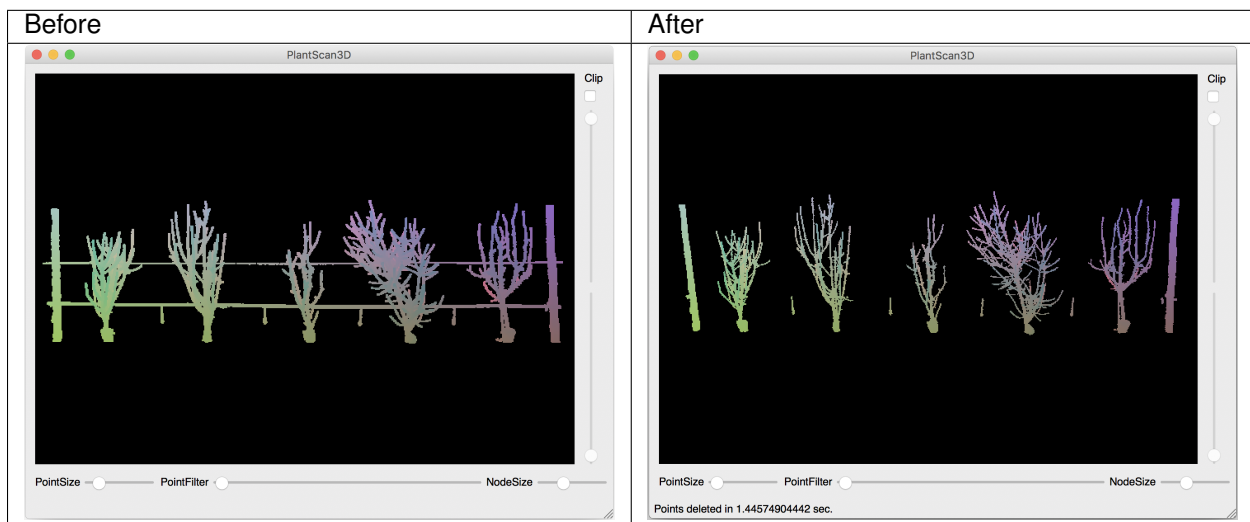 Before
After
PlantScan3D
Clip
PointSize
PointFilter
NodeSize
PlantScan3D
Clip
PointSize
PointFilter
NodeSize
Points deleted in 1.44574904442 sec.